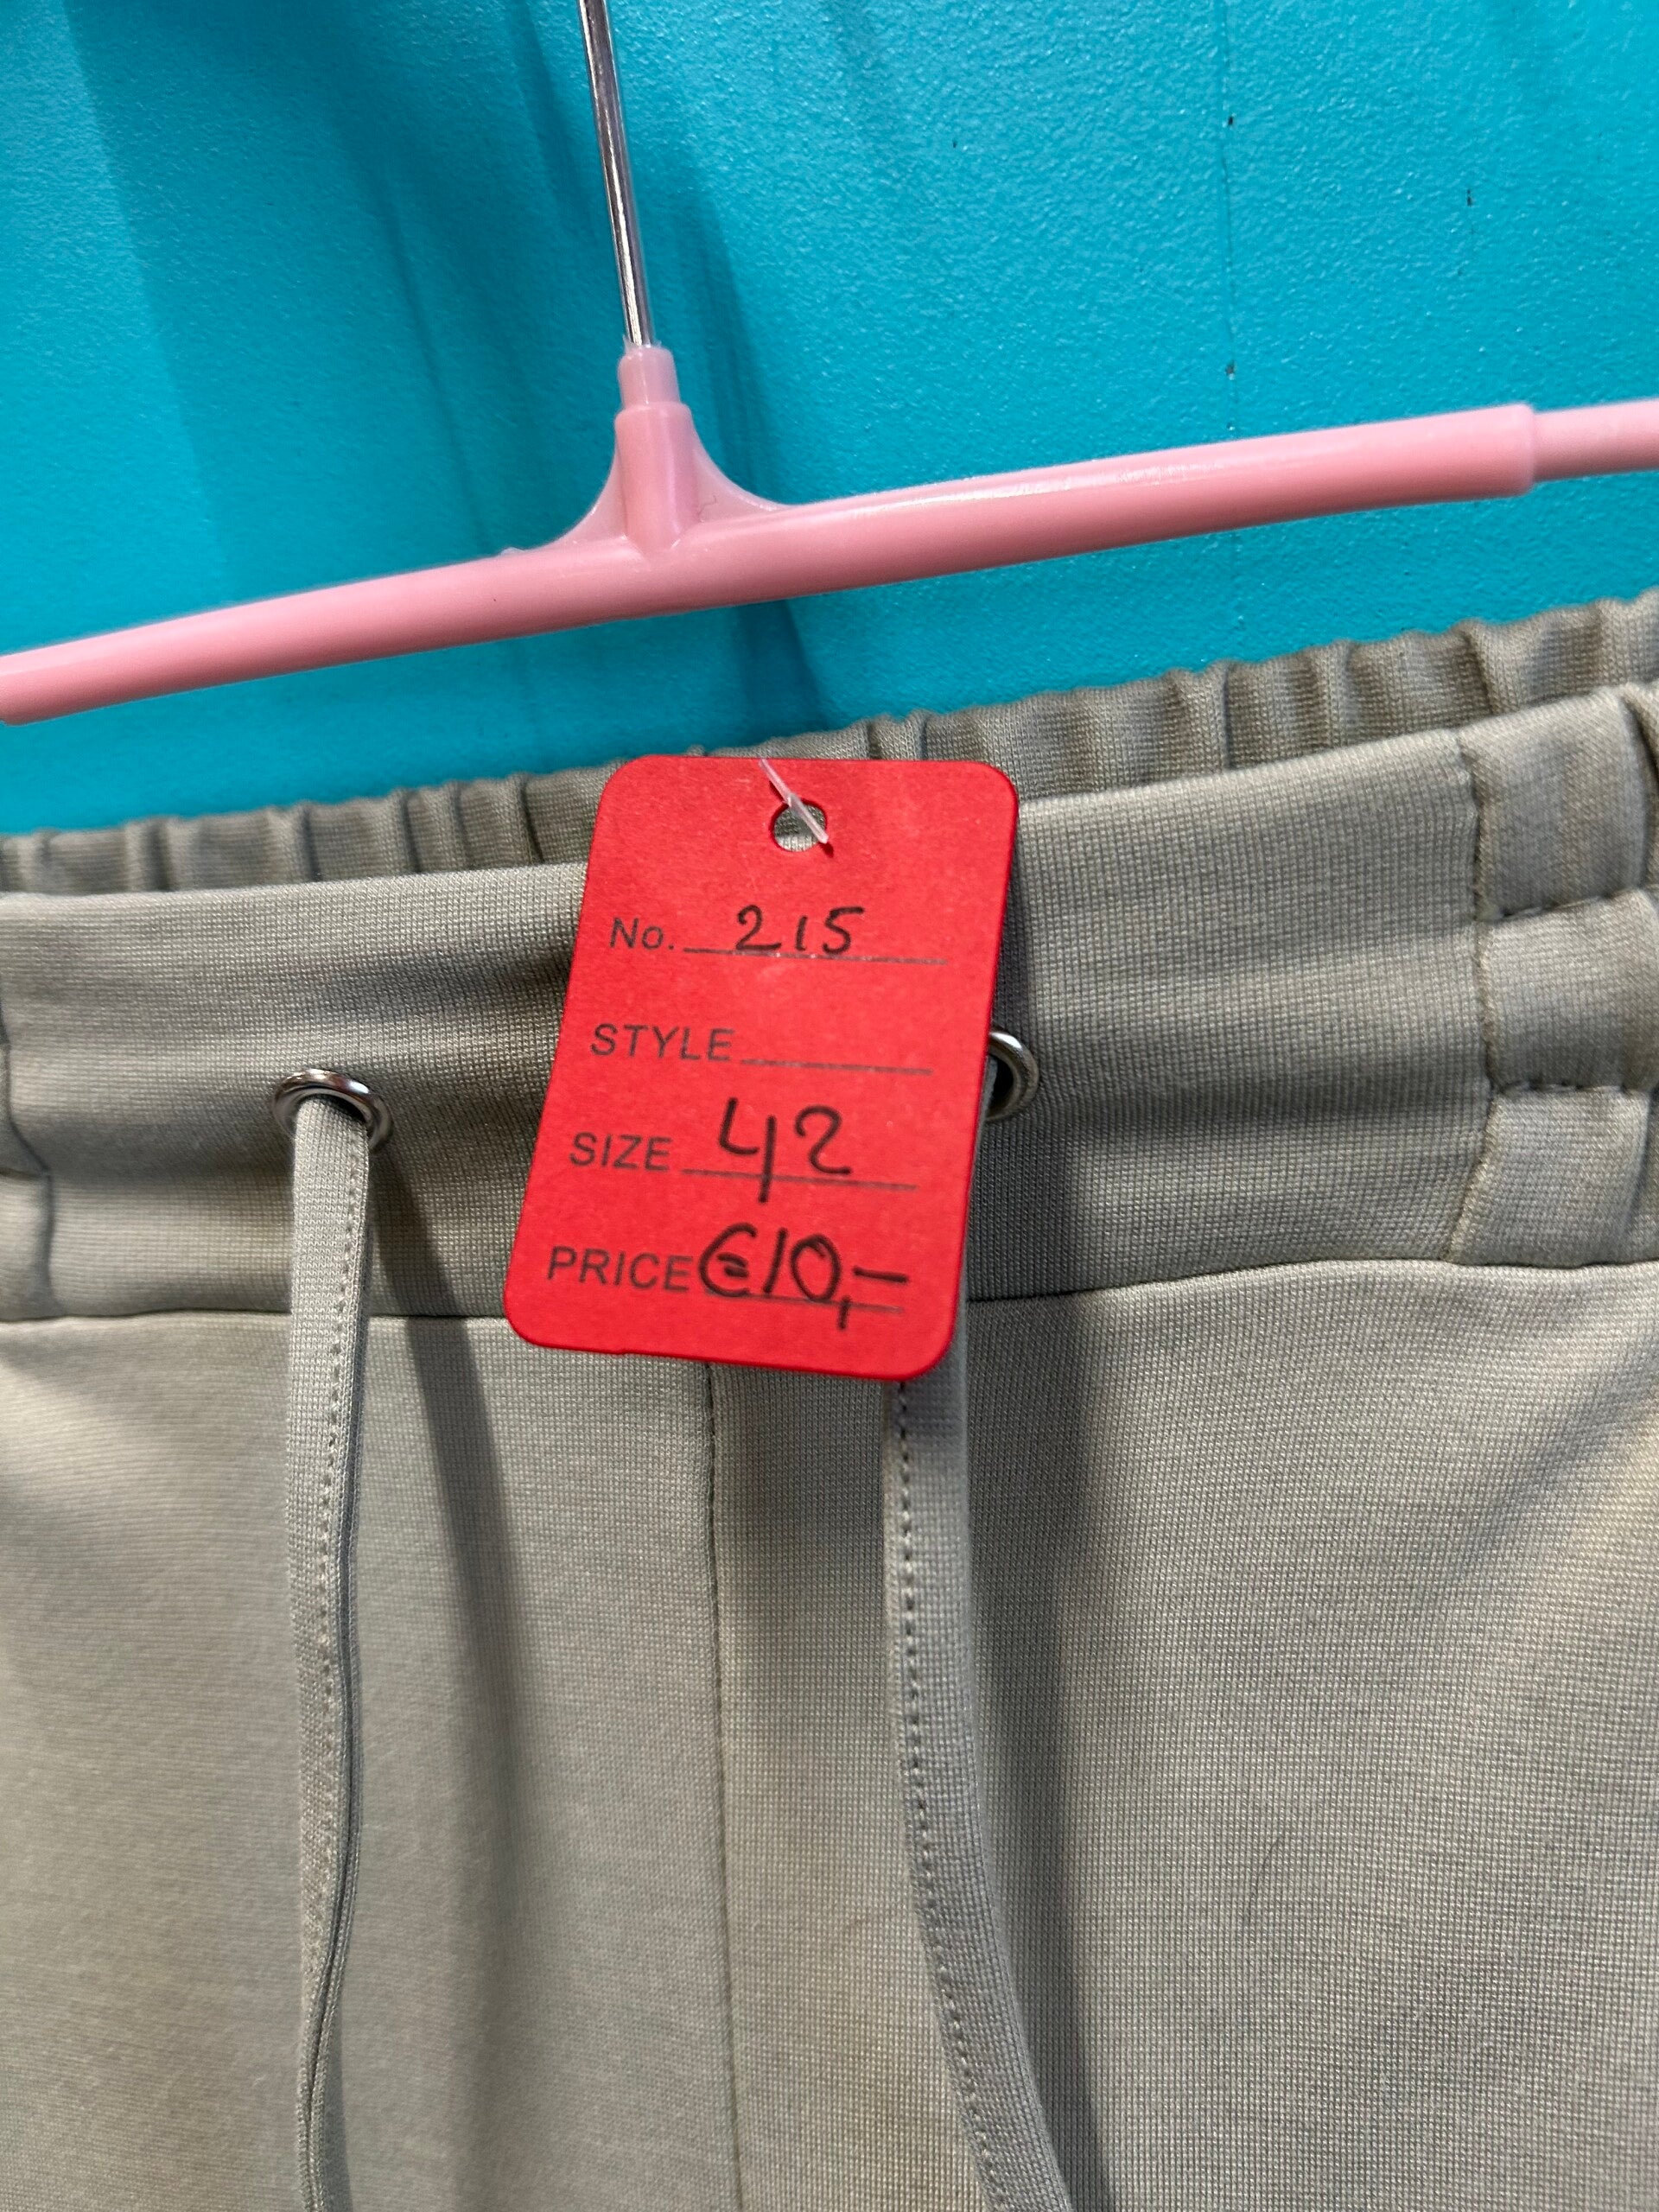 No. 215
STYLE
SIZE 42
PRICE €10,-